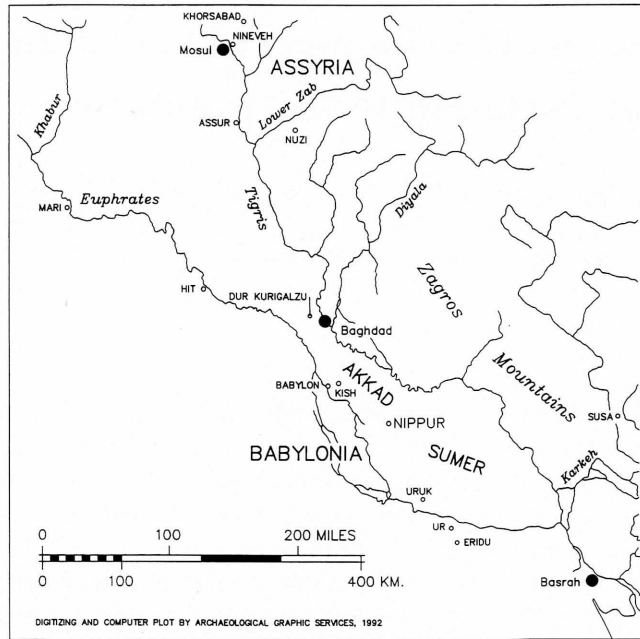 KHORSABAD
NINEVEH
Mosul
ASSYRIA
Khabur
Lower Zab
ASSUR
NUZI
Euphrates
MARI
Tigris
Diyala
HIT
DUR KURIGALZU
Zagros
Baghdad
AKKAD
Mountains
BABYLON
KISH
SUSA
NIPPUR
BABYLONIA
SUMER
Karkeh
URUK
UR
ERIDU
Basrah
0 100 200 MILES
0 100 400 KM.
DIGITIZING AND COMPUTER PLOT BY ARCHAEOLOGICAL GRAPHIC SERVICES, 1992